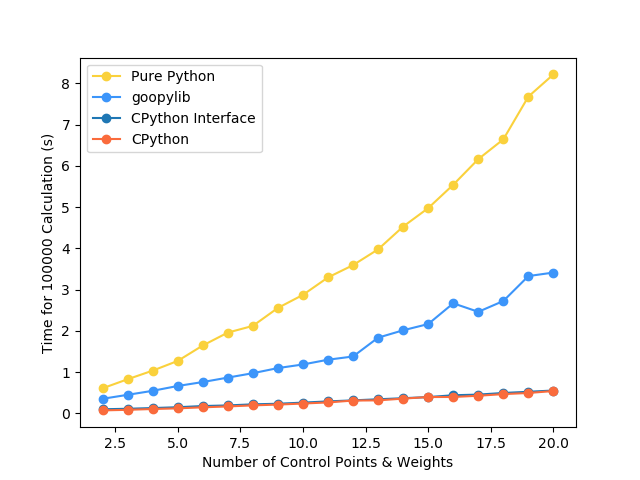 Pure Python
goopylib
CPython Interface
CPython
Time for 100000 Calculation (s)
8
7
6
5
4
3
2
1
0
2.5 5.0 7.5 10.0 12.5 15.0 17.5 20.0
Number of Control Points & Weights